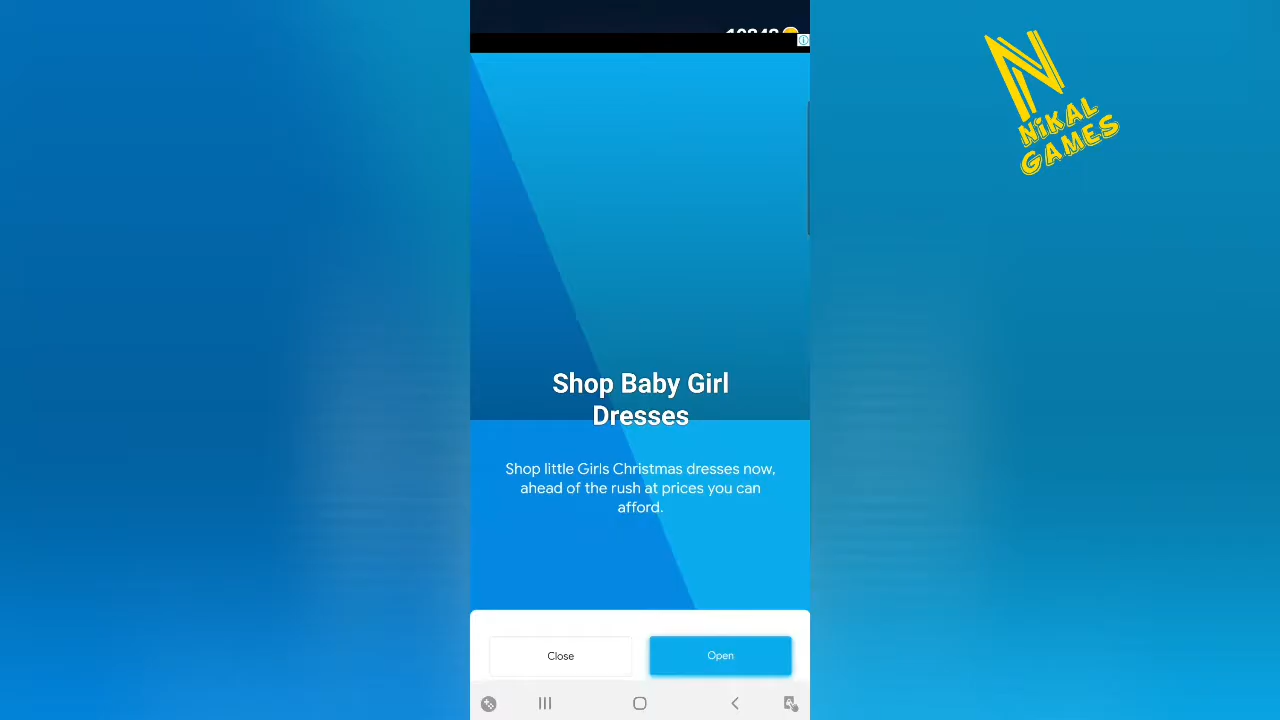 NiKAL
GAMES
Shop Baby Girl
Dresses
Shop little Girls Christmas dresses now,
ahead of the rush at prices you can
afford.
Close
Open